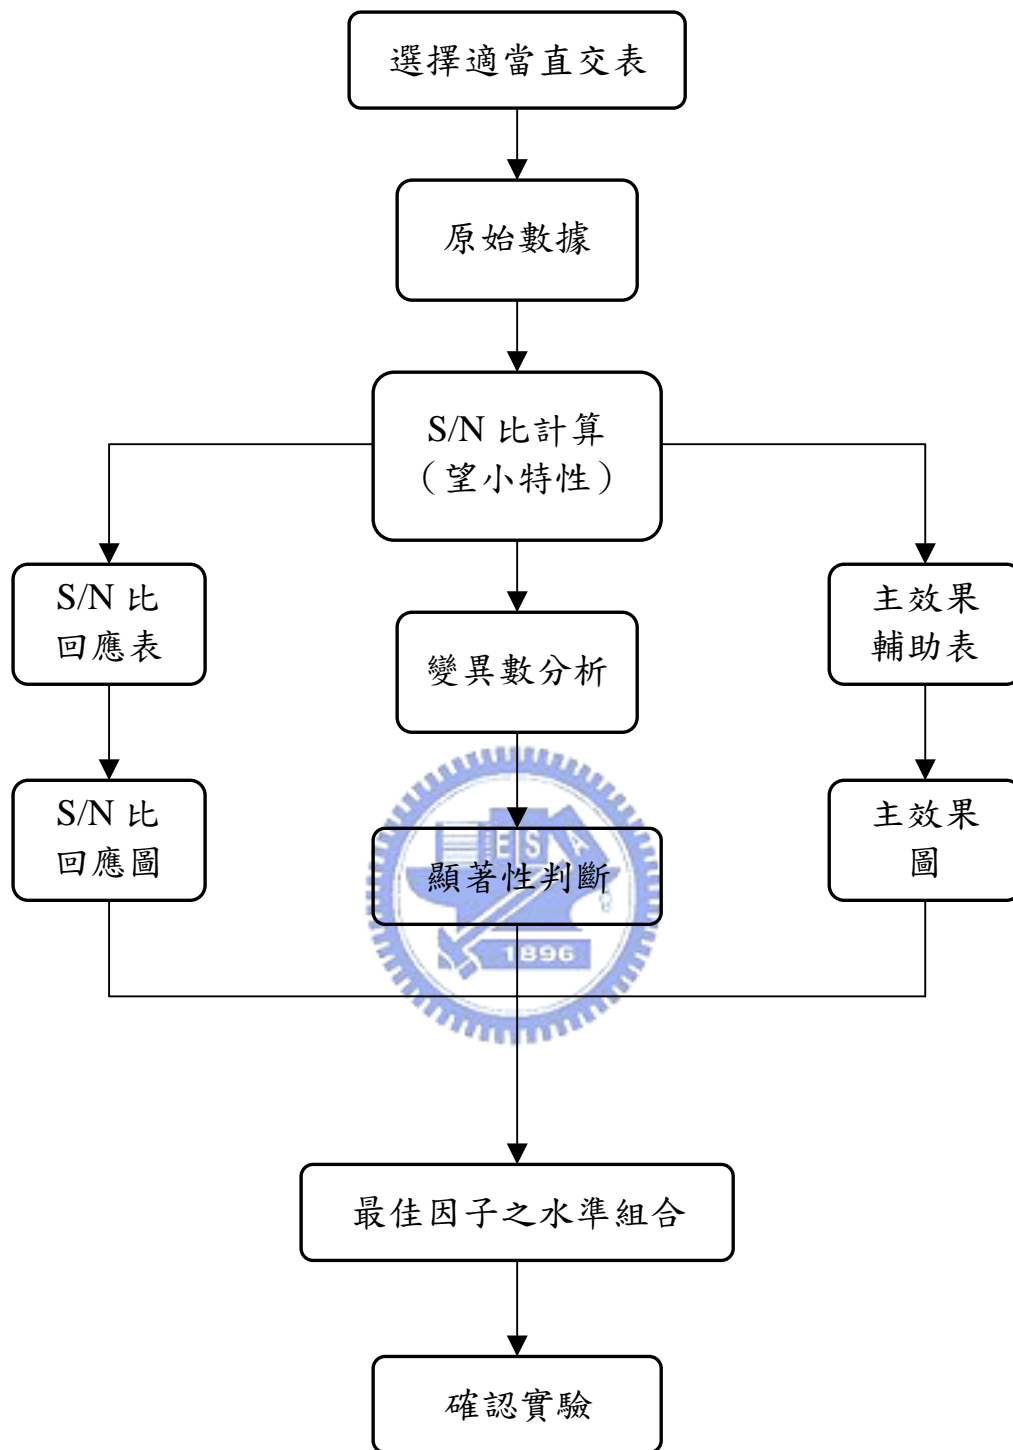 選擇適當直交表
原始數據
S/N 比計算
（望小特性）
S/N 比
回應表
變異數分析
主效果
輔助表
S/N 比
回應圖
顯著性判斷
主效果
圖
ES
1896
最佳因子之水準組合
確認實驗